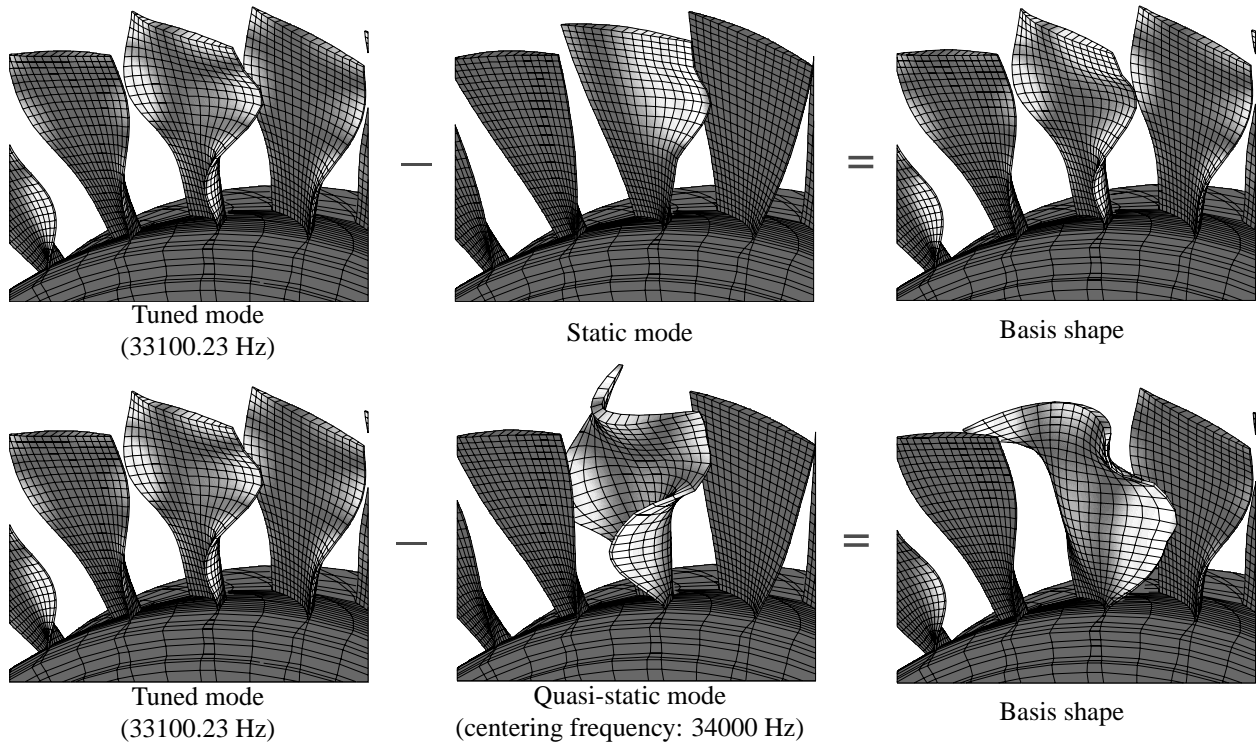 −
=
Tuned mode
(33100.23 Hz)
Static mode
Basis shape
−
=
Tuned mode
(33100.23 Hz)
Quasi-static mode
(centering frequency: 34000 Hz)
Basis shape